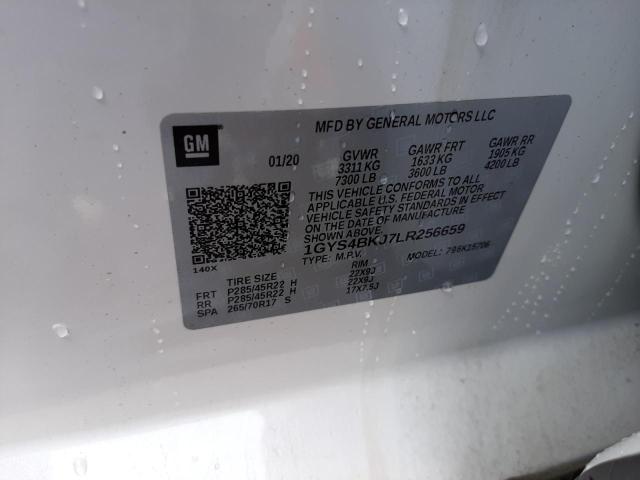 GM
MFD BY GENERAL MOTORS LLC
01/20 GVWR GAWR FRT GAWR RR
3311 KG 1633 KG 1905 KG
7300 LB 3600 LB 4200 LB
THIS VEHICLE CONFORMS TO ALL
APPLICABLE U.S. FEDERAL MOTOR
VEHICLE SAFETY STANDARDS IN
EFFECT ON THE DATE OF
MANUFACTURE SHOWN ABOVE.
1GYS4BKJ7LR256659
140X TYPE: M.P.V. MODEL:
TIRE SIZE RIM
FRT P285/45R22 H 22X9J
RR P285/45R22 H 22X9J
SPA 265/70R17 S 17X7.5J